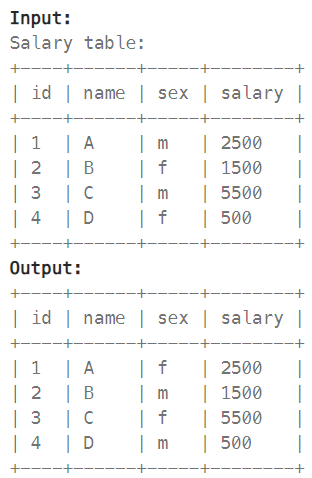 Input:
Salary table:
+----+------+-----+--------+
| id | name | sex | salary |
+----+------+-----+--------+
| 1  | A    | m   | 2500   |
| 2  | B    | f   | 1500   |
| 3  | C    | m   | 5500   |
| 4  | D    | f   | 500    |
+----+------+-----+--------+
Output:
+----+------+-----+--------+
| id | name | sex | salary |
+----+------+-----+--------+
| 1  | A    | f   | 2500   |
| 2  | B    | m   | 1500   |
| 3  | C    | f   | 5500   |
| 4  | D    | m   | 500    |
+----+------+-----+--------+